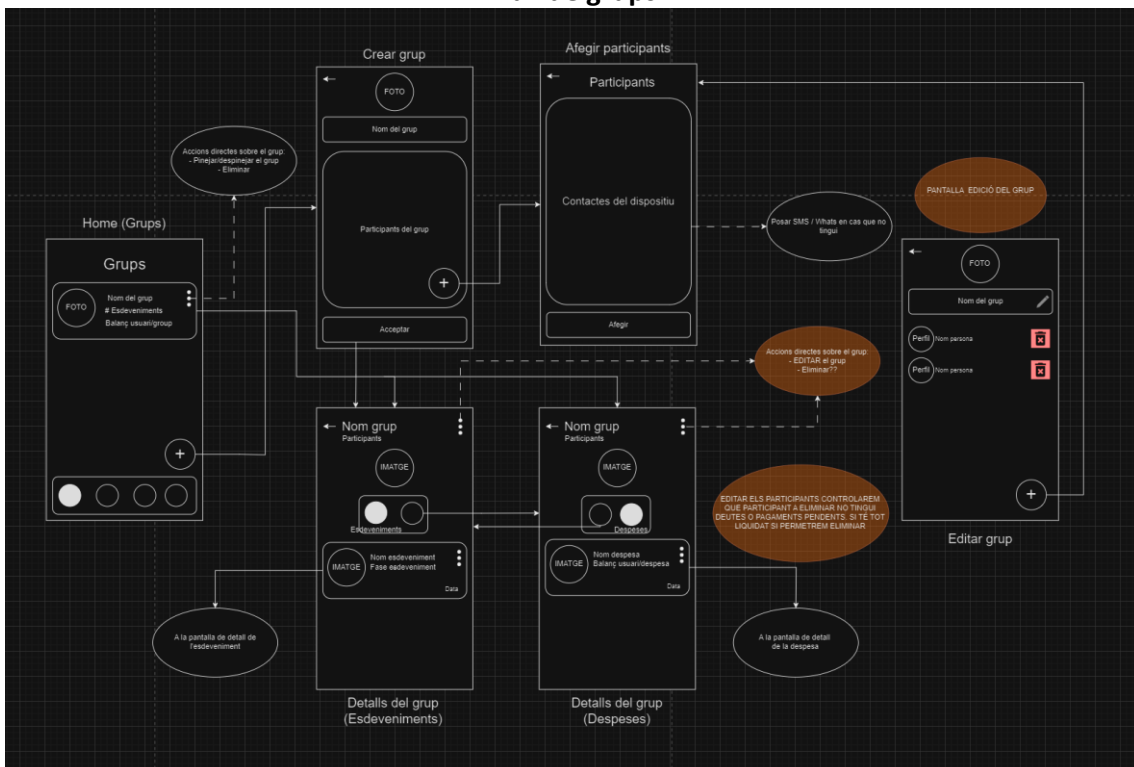 Crear grup
FOTO
Nom del grup
Participants del grup
+
Acceptar
Afegir participants
Participants
Contactes del dispositiu
Afegir
Accions directes sobre el grup:
- Pinejar/despinejar el grup
- Eliminar
Posar SMS / Whats en cas que no
tingui
PANTALLA EDICIÓ DEL GRUP
Home (Grups)
Grups
FOTO
Nom del grup
# Esdeveniments
Balanç usuari/group
+
FOTO
Nom del grup
Perfil Nom persona
Perfil Nom persona
+
Editar grup
Accions directes sobre el grup:
- EDITAR el grup
- Eliminar??
Nom grup
Participants
IMATGE
Esdeveniments
IMATGE
Nom esdeveniment
Fase esdeveniment
Data
Detalls del grup
(Esdeveniments)
Nom grup
Participants
IMATGE
Despeses
IMATGE
Nom despesa
Balanç usuari/despesa
Data
Detalls del grup
(Despeses)
EDITAR ELS PARTICIPANTS CONTROLAREM
QUE PARTICIPANT A ELIMINAR NO TINGUI
DEUTES O PAGAMENTS PENDENTS. SI TÉ TOT
LIQUIDAT SI PERMETREM ELIMINAR
A la pantalla de detall de
l'esdeveniment
A la pantalla de detall
de la despesa